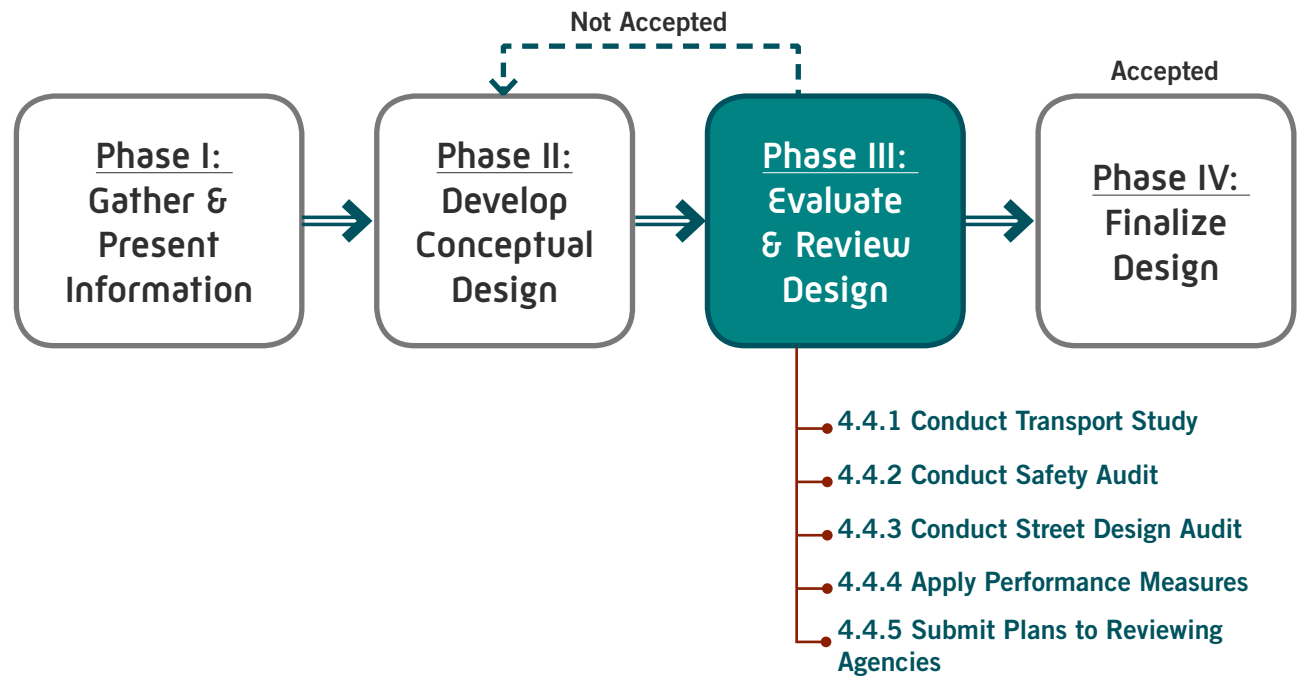 Not Accepted
Accepted
Phase I:
Gather &
Present
Information
Phase II:
Develop
Conceptual
Design
Phase III:
Evaluate
& Review
Design
Phase IV:
Finalize
Design
4.4.1 Conduct Transport Study
4.4.2 Conduct Safety Audit
4.4.3 Conduct Street Design Audit
4.4.4 Apply Performance Measures
4.4.5 Submit Plans to Reviewing
Agencies